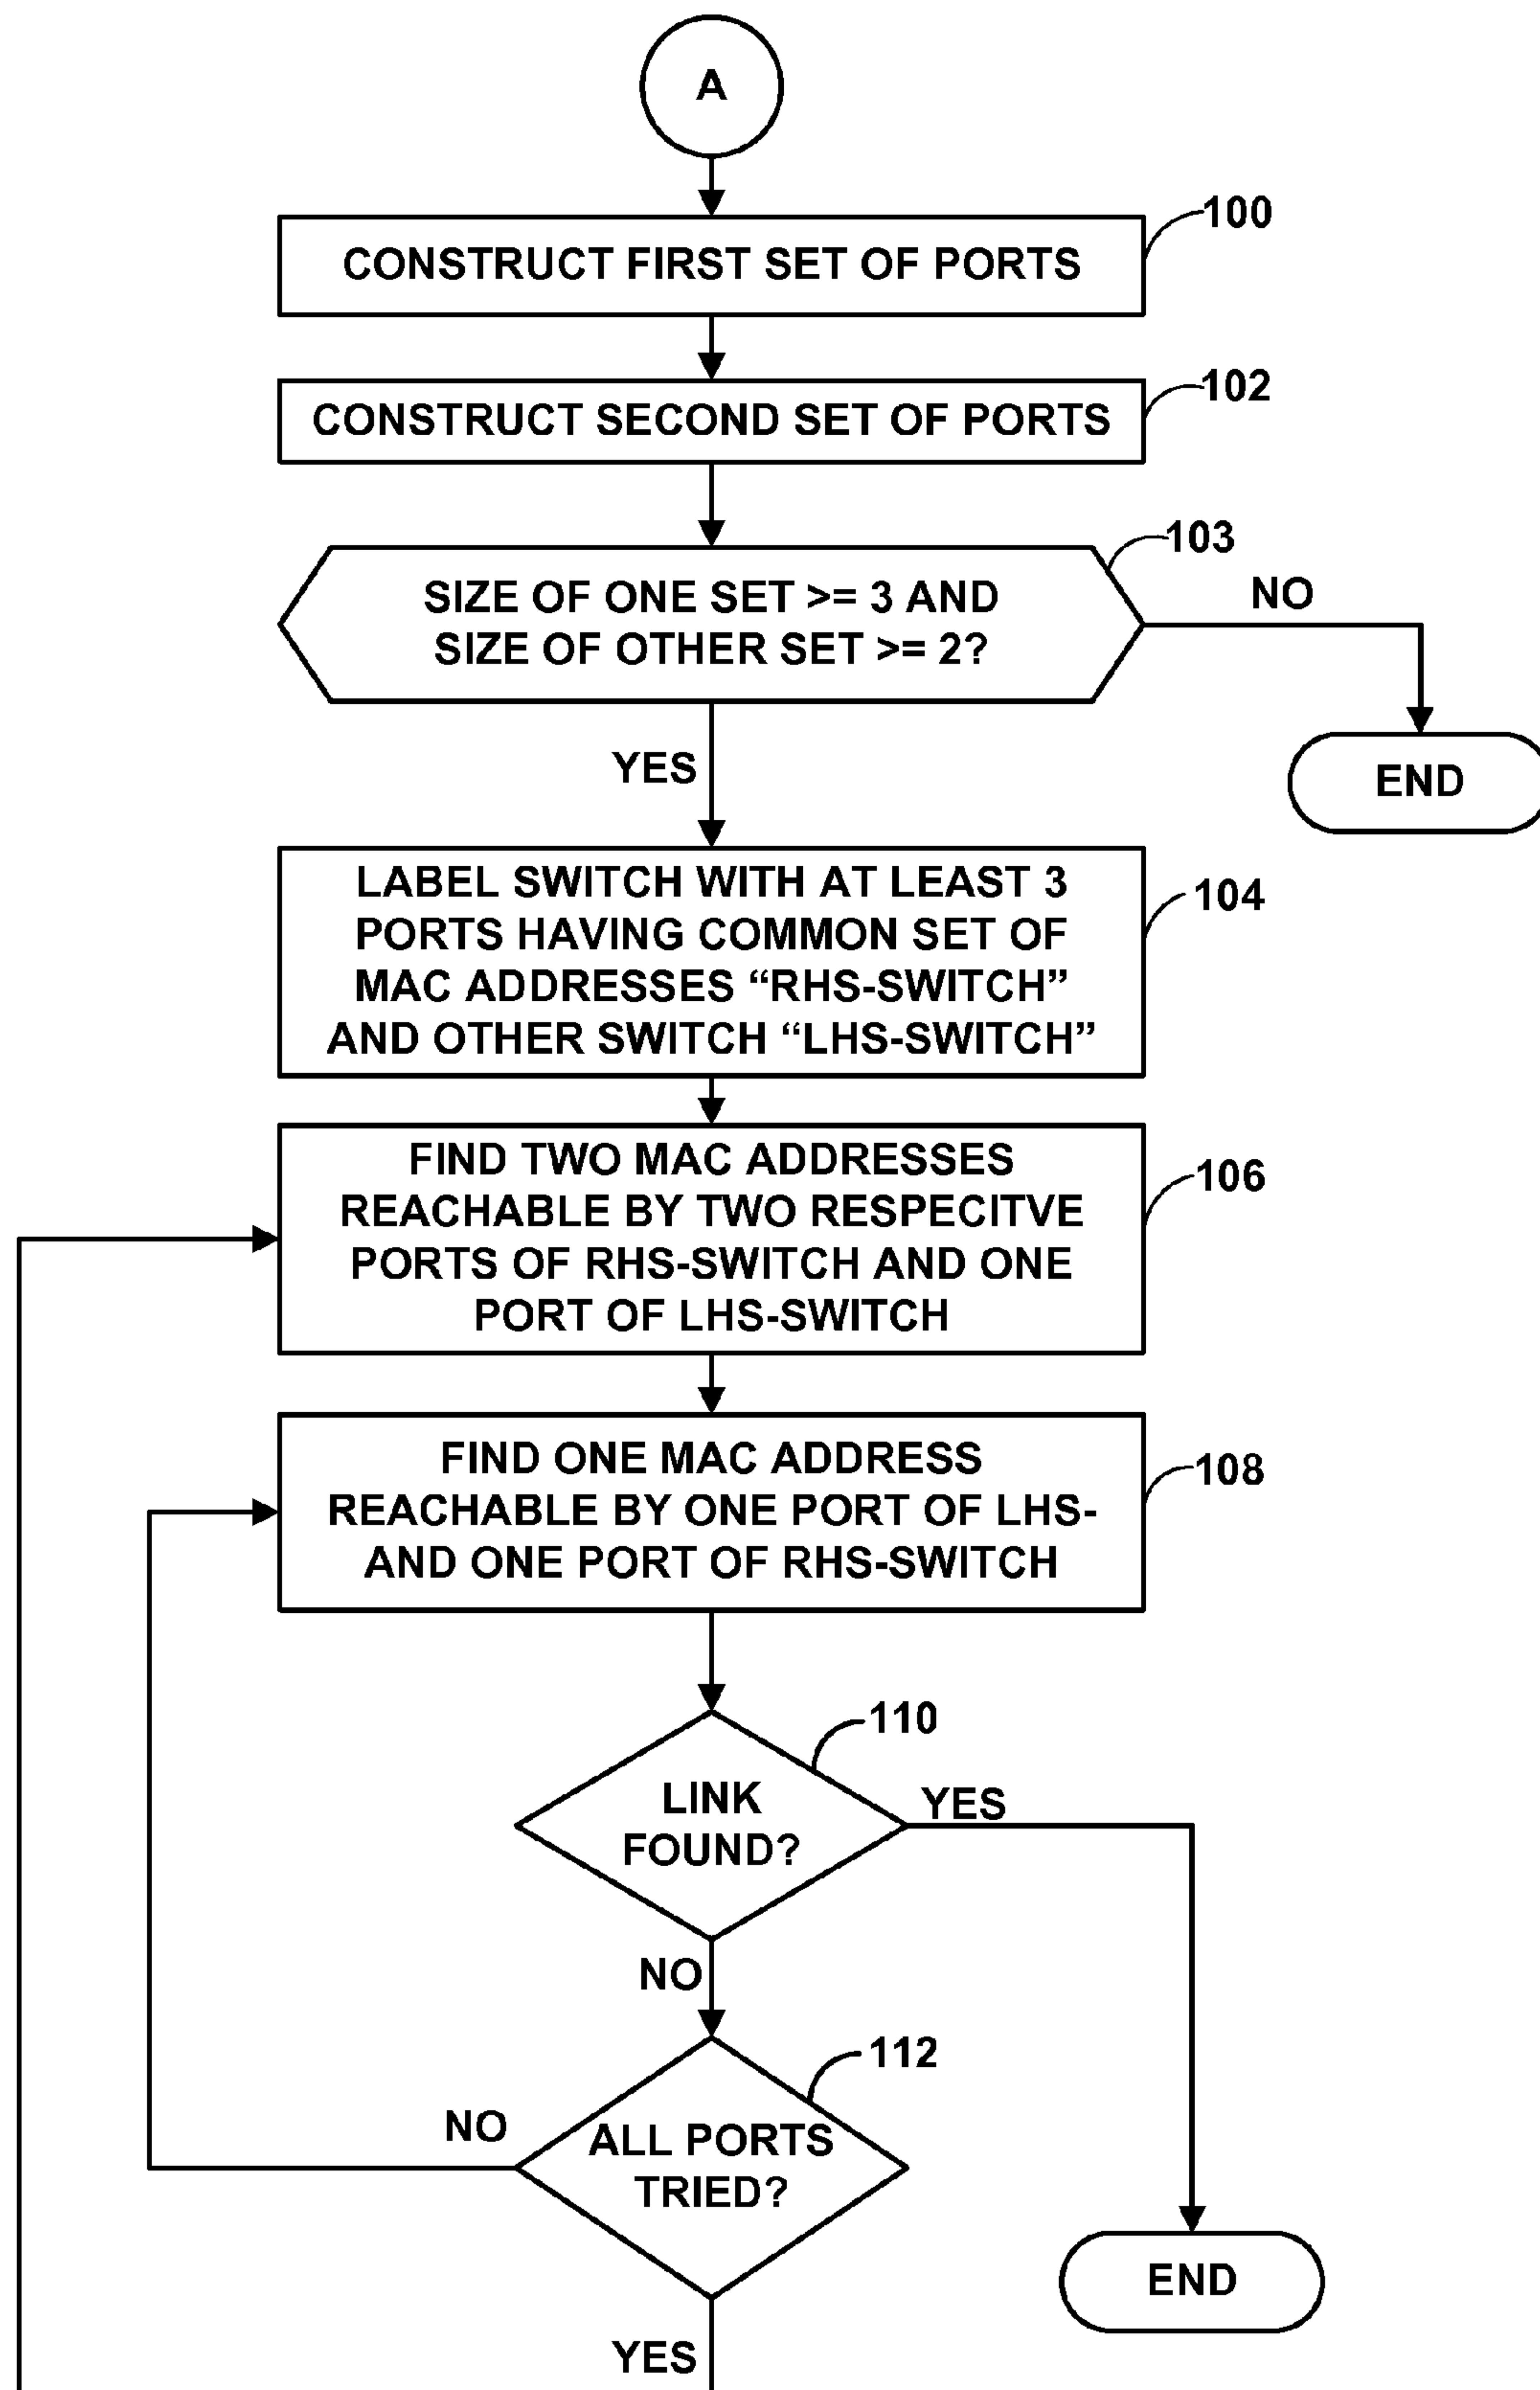 A
100
CONSTRUCT FIRST SET OF PORTS
102
CONSTRUCT SECOND SET OF PORTS
103
SIZE OF ONE SET >= 3 AND
SIZE OF OTHER SET >= 2?
NO
END
YES
104
LABEL SWITCH WITH AT LEAST 3
PORTS HAVING COMMON SET OF
MAC ADDRESSES “RHS-SWITCH”
AND OTHER SWITCH “LHS-SWITCH”
106
FIND TWO MAC ADDRESSES
REACHABLE BY TWO RESPECITVE
PORTS OF RHS-SWITCH AND ONE
PORT OF LHS-SWITCH
108
FIND ONE MAC ADDRESS
REACHABLE BY ONE PORT OF LHS-
AND ONE PORT OF RHS-SWITCH
110
LINK
FOUND?
YES
NO
112
ALL PORTS
TRIED?
NO
END
YES